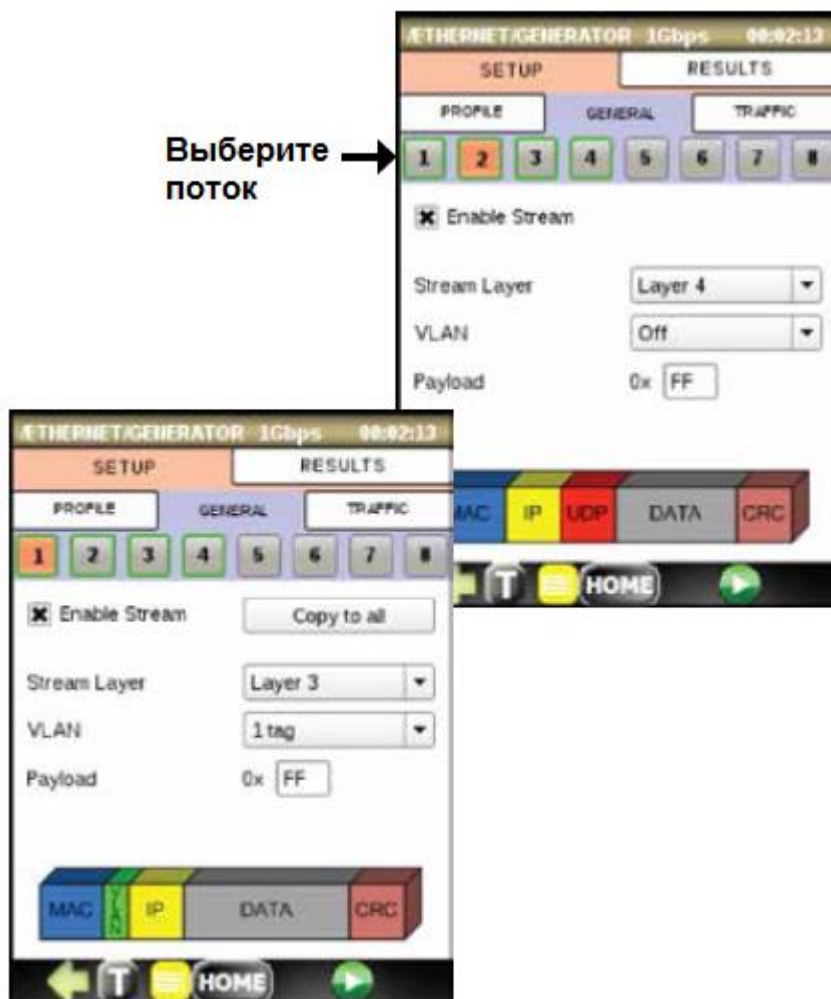 ÆTHERNET/GENERATOR 1Gbps 00:02:13
SETUP RESULTS
PROFILE GENERAL TRAFFIC
Выберите
поток
1 2 3 4 5 6 7 8
Enable Stream
Stream Layer Layer 4
VLAN Off
Payload 0x FF
MAC IP UDP DATA CRC
T HOME
ÆTHERNET/GENERATOR 1Gbps 00:02:13
SETUP RESULTS
PROFILE GENERAL TRAFFIC
1 2 3 4 5 6 7 8
Enable Stream Copy to all
Stream Layer Layer 3
VLAN 1 tag
Payload 0x FF
MAC VLAN IP DATA CRC
T HOME